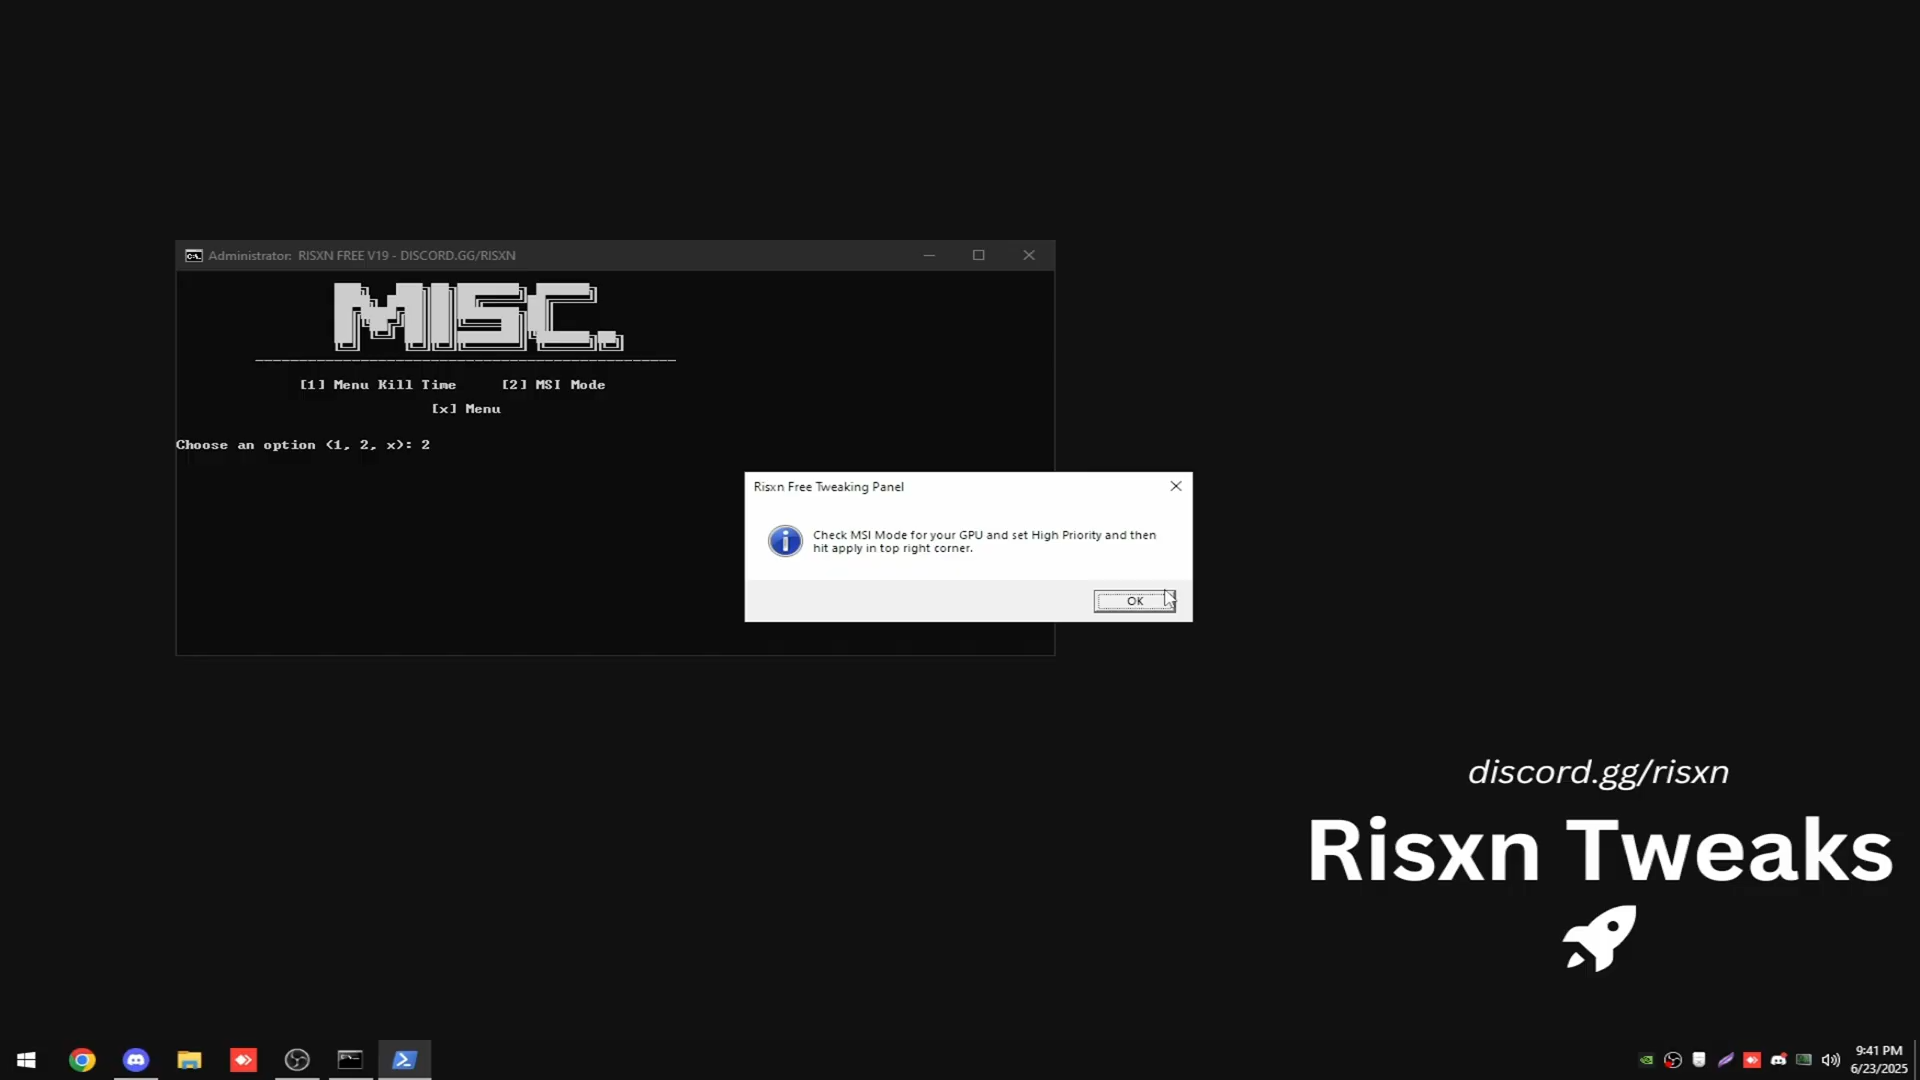 Administrator:  RISXN FREE V19 - DISCORD.GG/RISXN
MISC.
[1] Menu Kill Time     [2] MSI Mode
[x] Menu
Choose an option <1, 2, x>: 2
Risxn Free Tweaking Panel
Check MSI Mode for your GPU and set High Priority and then
hit apply in top right corner.
OK
discord.gg/risxn
Risxn Tweaks
9:41 PM
6/23/2025